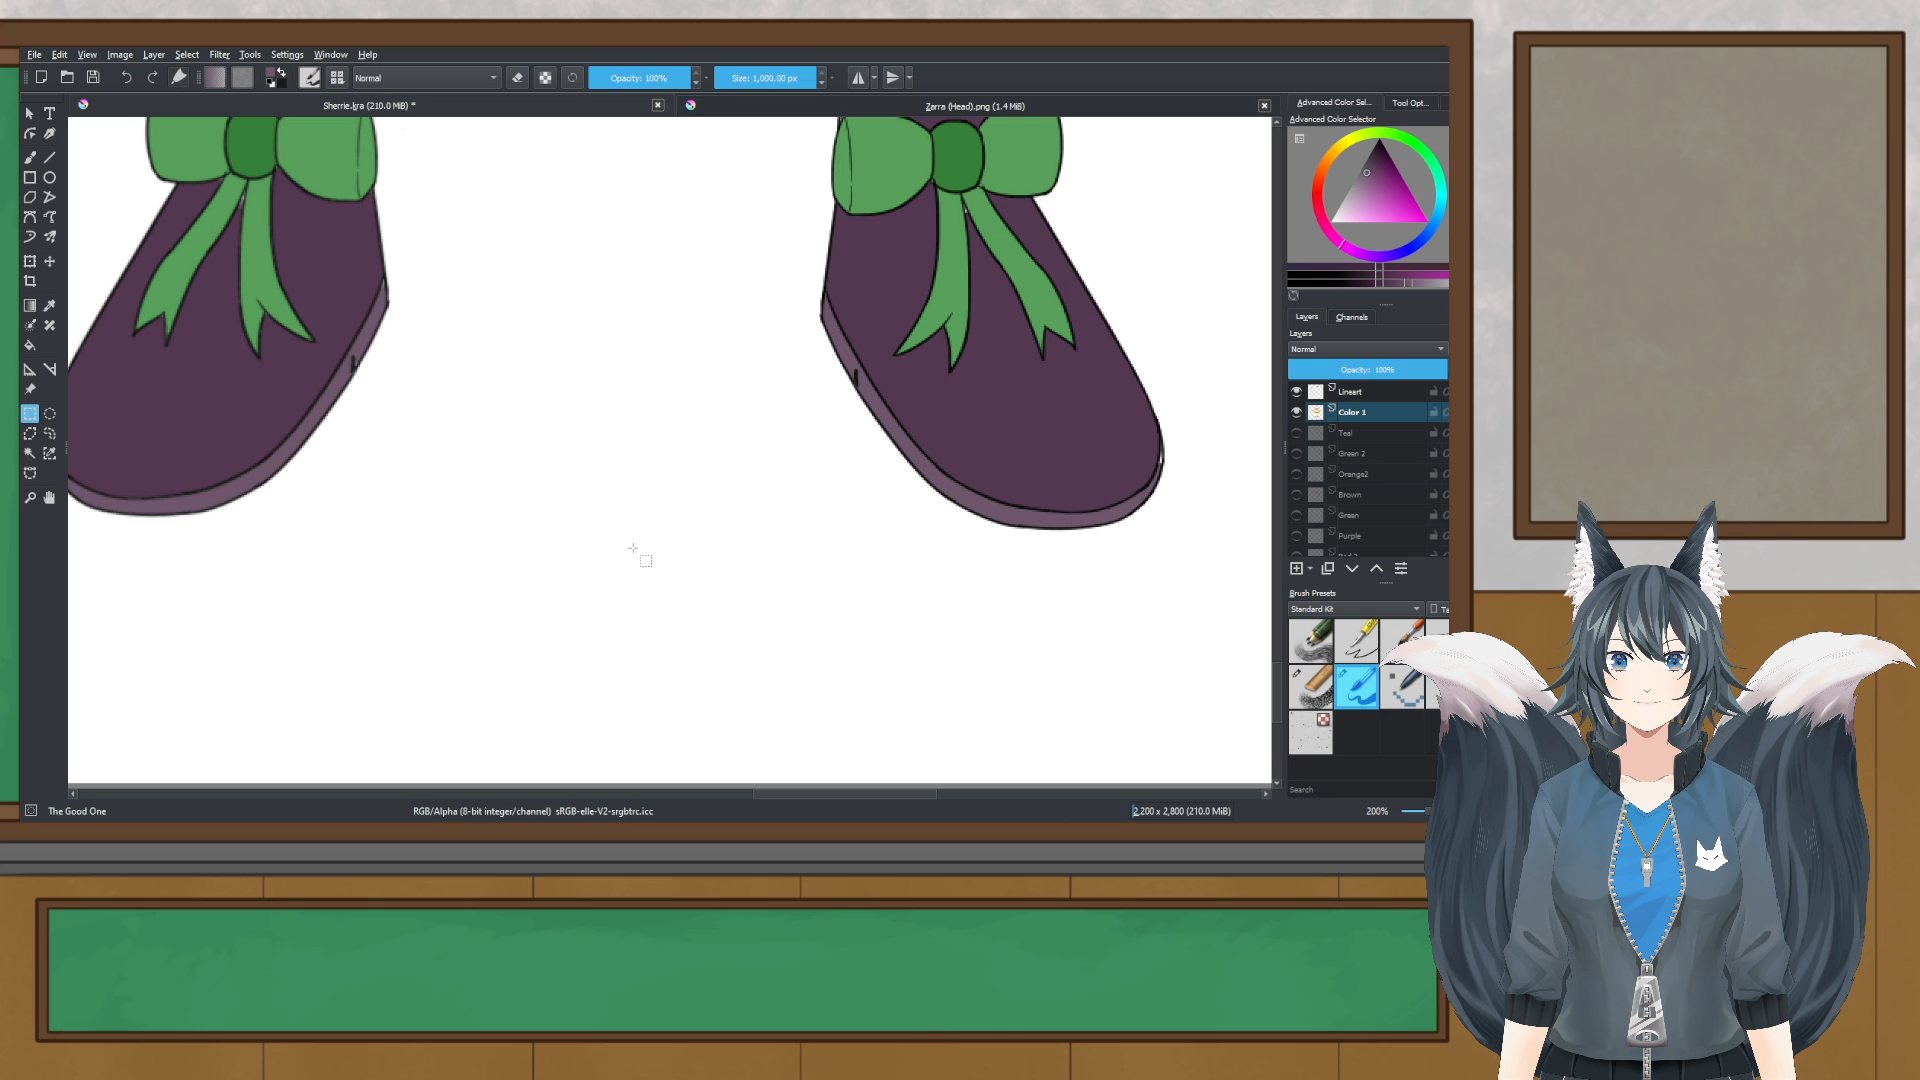 File Edit View Image Layer Select Filter Tools Settings Window Help
Normal
Opacity: 100%
Size: 1,000.00 px
Sherrie.kra (210.0 MiB) *
Zarra (Head).png (1.4 MiB)
Advanced Color Sel...
Tool Opt...
Advanced Color Selector
Layers
Channels
Layers
Normal
Opacity: 100%
Lineart
Color 1
Teal
Green 2
Orange2
Brown
Green
Purple
Brush Presets
Standard Kit
Ta
Search
The Good One
RGB/Alpha (8-bit integer/channel) sRGB-elle-V2-srgbtrc.icc
2,200 x 2,800 (210.0 MiB)
200%